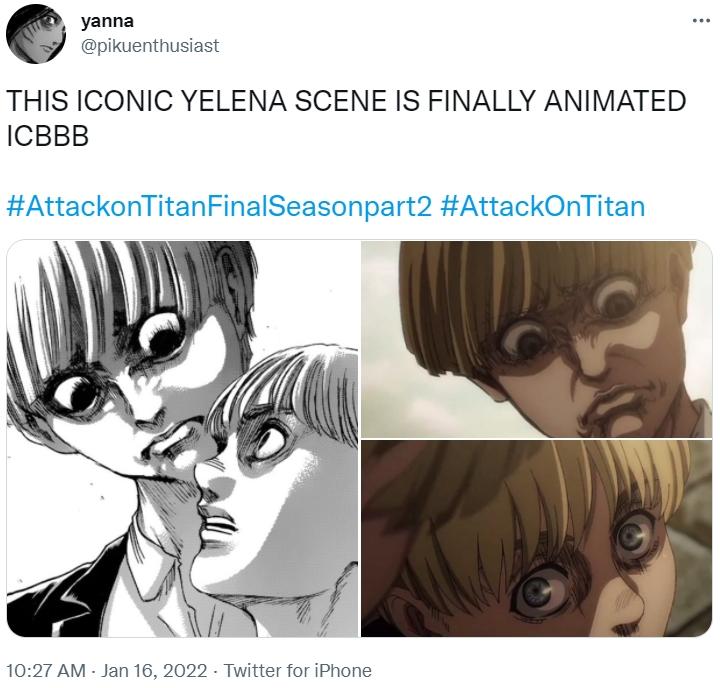 yanna
@pikuenthusiast
THIS ICONIC YELENA SCENE IS FINALLY ANIMATED
ICBBB
#AttackonTitanFinalSeasonpart2 #AttackOnTitan
10:27 AM · Jan 16, 2022 · Twitter for iPhone